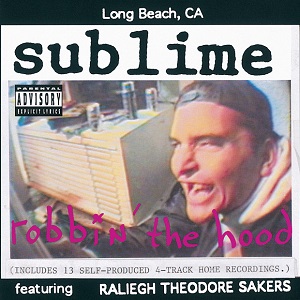 Long Beach, CA
sublime
PARENTAL
ADVISORY
EXPLICIT LYRICS
robbin' the hood
(INCLUDES 13 SELF-PRODUCED 4-TRACK HOME RECORDINGS.)
featuring RALIEGH THEODORE SAKERS